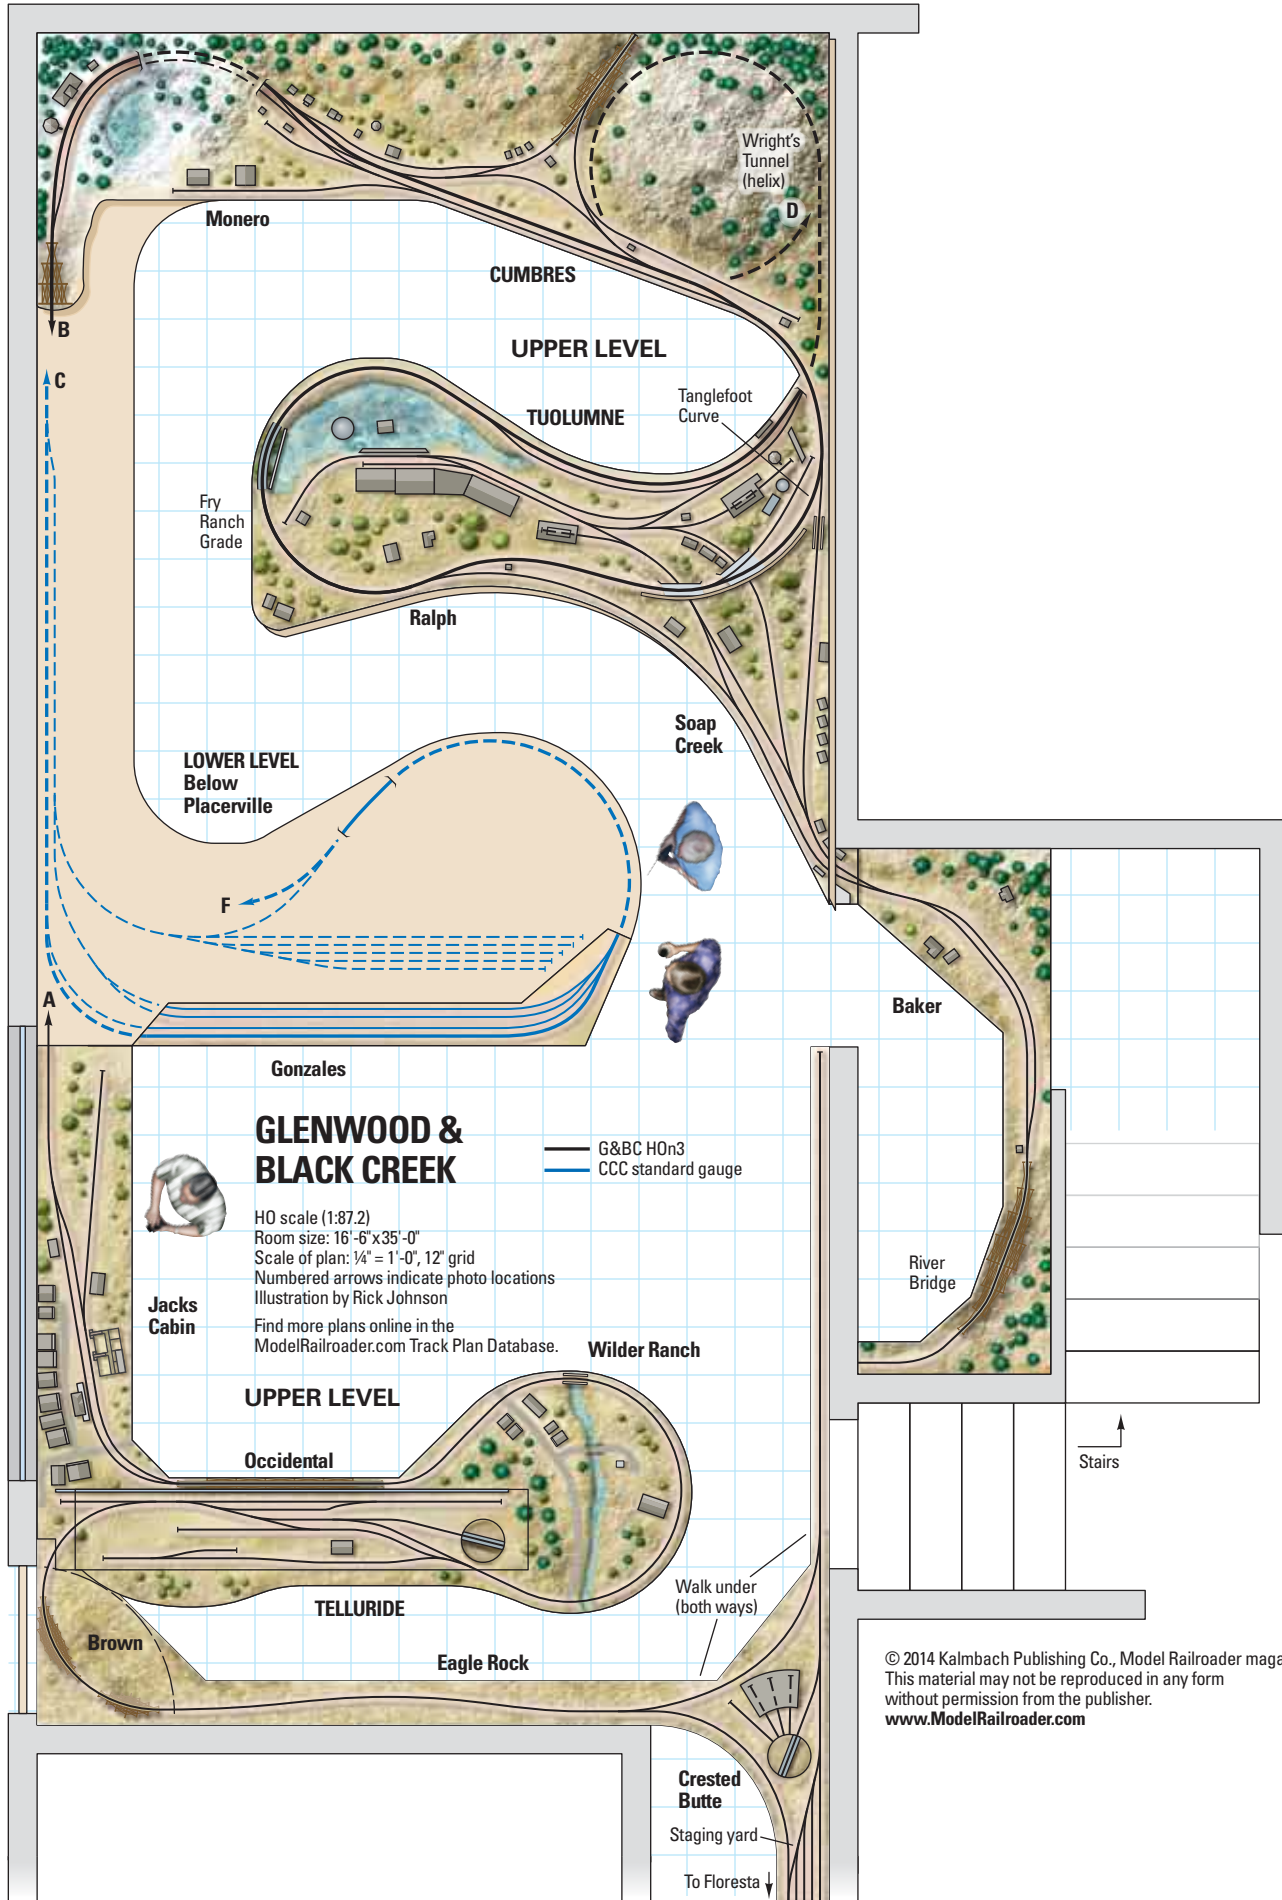 Wright's
Tunnel
(helix)
D
Monero
CUMBRES
B
UPPER LEVEL
C
Tanglefoot
Curve
TUOLUMNE
Fry
Ranch
Grade
Ralph
Soap
Creek
LOWER LEVEL
Below
Placerville
F
A
Baker
Gonzales
GLENWOOD &
BLACK CREEK
G&BC HOn3
CCC standard gauge
HO scale (1:87.2)
Room size: 16'-6"x35'-0"
Scale of plan: ¼" = 1'-0", 12" grid
Numbered arrows indicate photo locations
Illustration by Rick Johnson
Find more plans online in the
ModelRailroader.com Track Plan Database.
River
Bridge
Jacks
Cabin
Wilder Ranch
UPPER LEVEL
Occidental
Stairs
Walk under
(both ways)
TELLURIDE
Brown
Eagle Rock
© 2014 Kalmbach Publishing Co., Model Railroader maga
This material may not be reproduced in any form
without permission from the publisher.
www.ModelRailroader.com
Crested
Butte
Staging yard
To Floresta